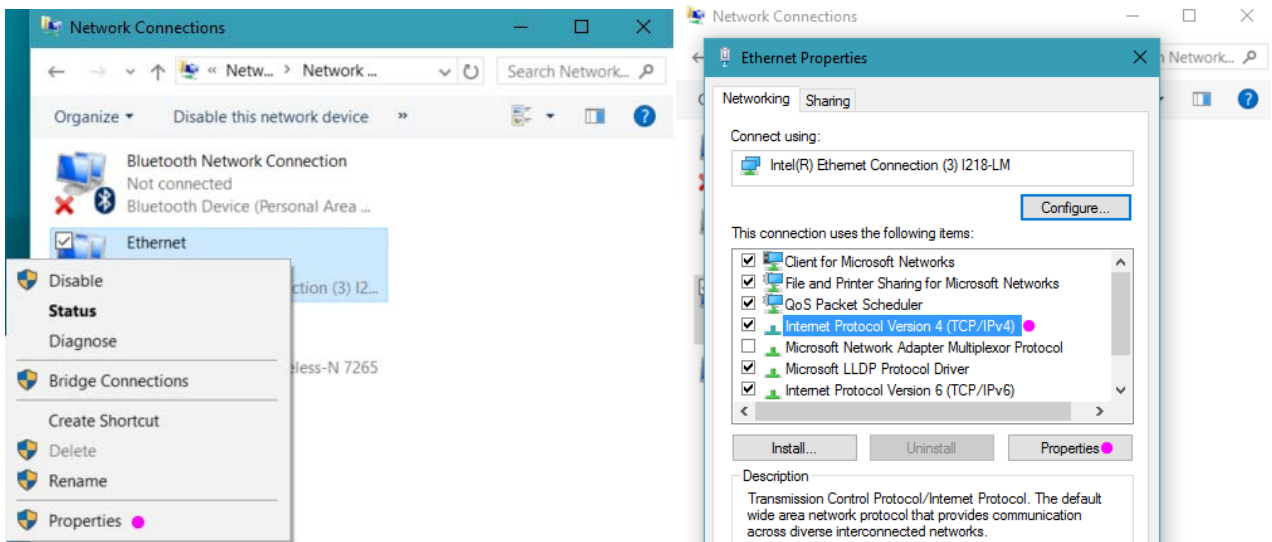 Network Connections
« Netw... > Network ...
Search Network...
Organize
Disable this network device
»
?
Bluetooth Network Connection
Not connected
Bluetooth Device (Personal Area ...
Ethernet
ction (3) I2...
eless-N 7265
Disable
Status
Diagnose
Bridge Connections
Create Shortcut
Delete
Rename
Properties
Network Connections
Network...
?
Ethernet Properties
Networking
Sharing
Connect using:
Intel(R) Ethernet Connection (3) I218-LM
Configure...
This connection uses the following items:
Client for Microsoft Networks
File and Printer Sharing for Microsoft Networks
QoS Packet Scheduler
Internet Protocol Version 4 (TCP/IPv4)
Microsoft Network Adapter Multiplexor Protocol
Microsoft LLDP Protocol Driver
Internet Protocol Version 6 (TCP/IPv6)
Install...
Uninstall
Properties
Description
Transmission Control Protocol/Internet Protocol. The default
wide area network protocol that provides communication
across diverse interconnected networks.